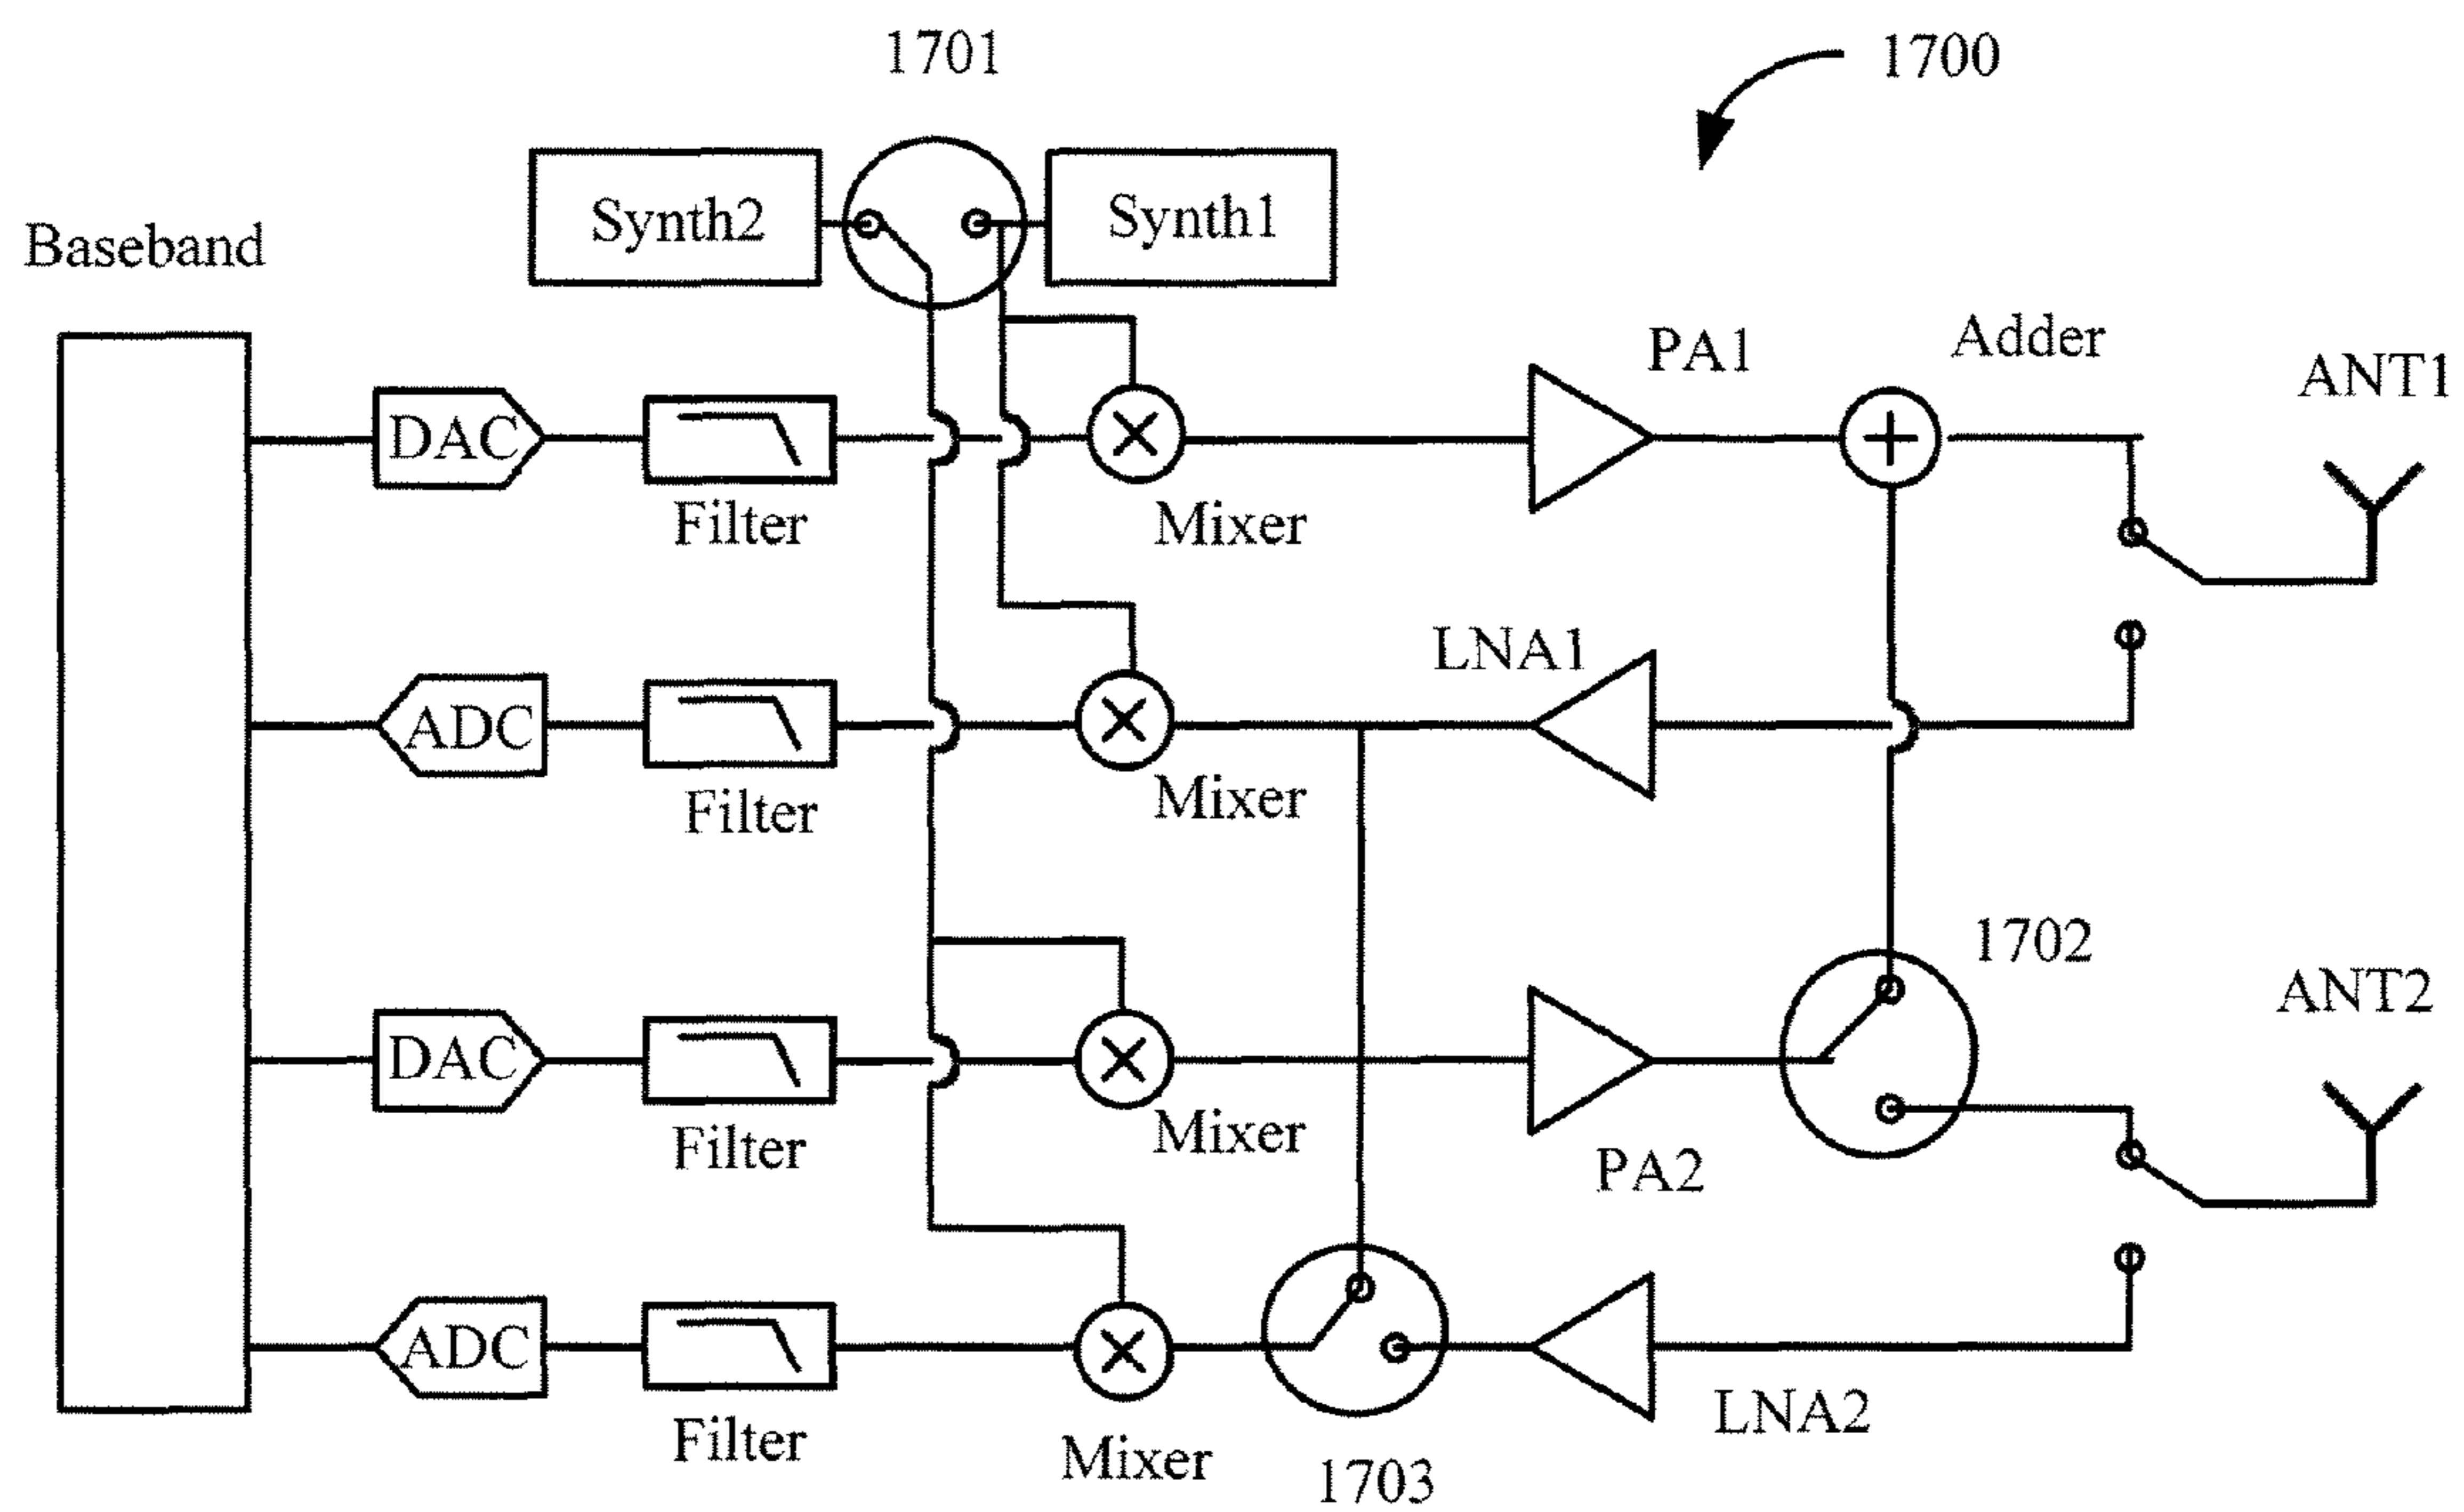 1701
1700
Synth2
Synth1
Baseband
PA1
Adder
ANT1
DAC
Filter
Mixer
LNA1
ADC
Filter
Mixer
1702
ANT2
DAC
Filter
Mixer
PA2
ADC
Filter
Mixer
LNA2
1703